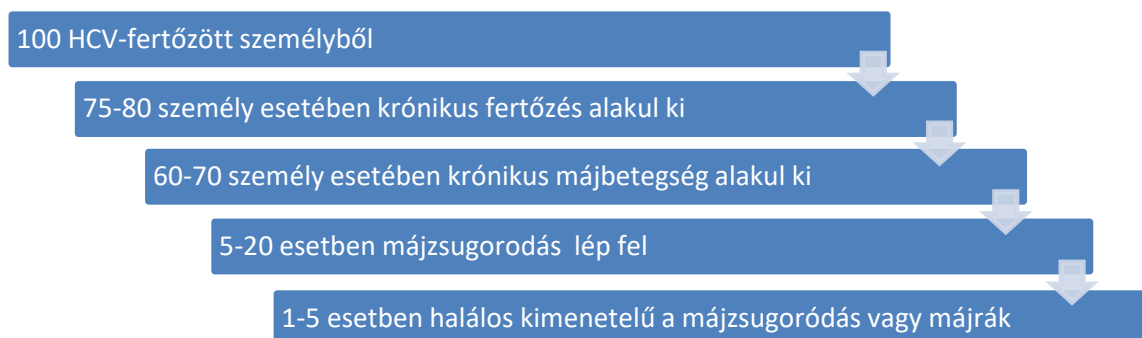 100 HCV-fertőzött személyből
75-80 személy esetében krónikus fertőzés alakul ki
60-70 személy esetében krónikus májbetegség alakul ki
5-20 esetben májzsugorodás lép fel
1-5 esetben halálos kimenetelű a májzsugoródás vagy májrák